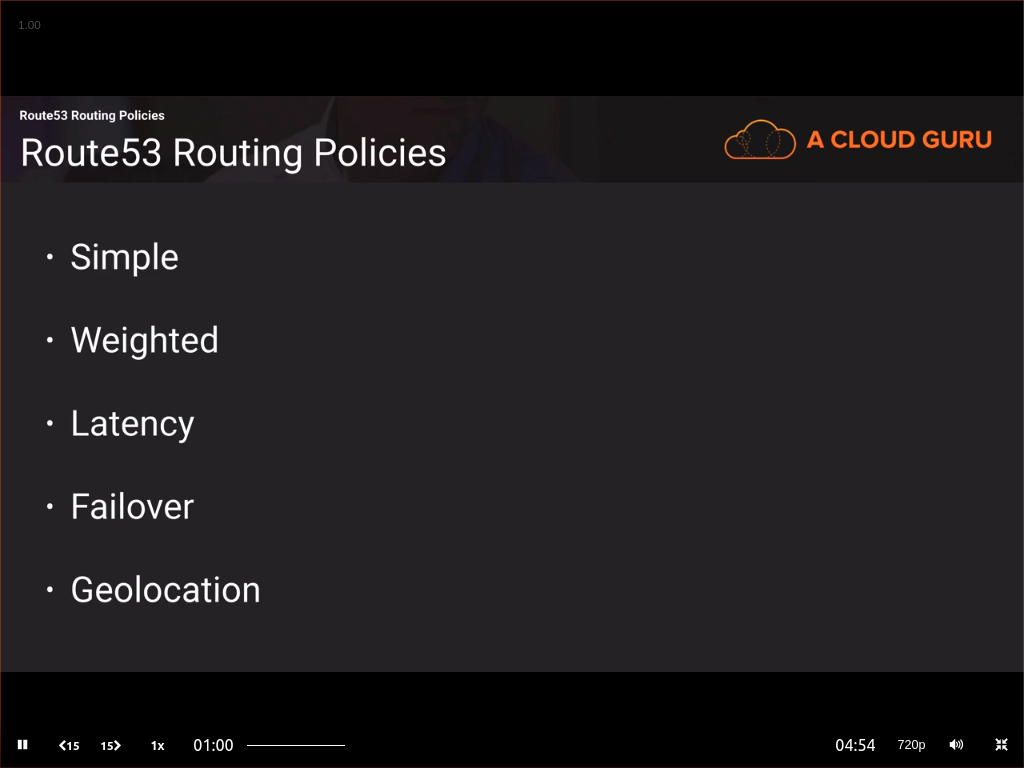 1.00
Route53 Routing Policies
Route53 Routing Policies
A CLOUD GURU
• Simple
• Weighted
• Latency
• Failover
• Geolocation
15 15 1x 01:00 04:54 720p